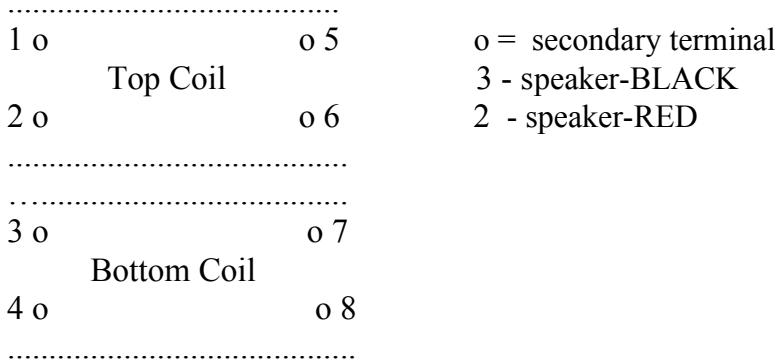 ........................................
1 o o 5 o = secondary terminal
Top Coil 3 - speaker-BLACK
2 o o 6 2 - speaker-RED
.........................................
….....................................
3 o o 7
Bottom Coil
4 o o 8
..........................................